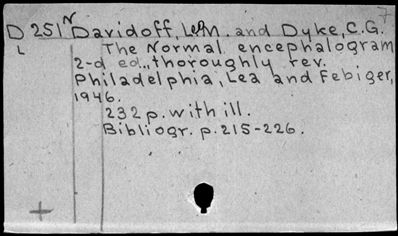 D 251 N Davidoff, L.M. and Dyke, C.G.
L The Normal encephalogram
2-d ed., thoroughly rev.
Philadelphia, Lea and Febiger,
1946.
232 p. with ill.
Bibliogr. p. 215-226.